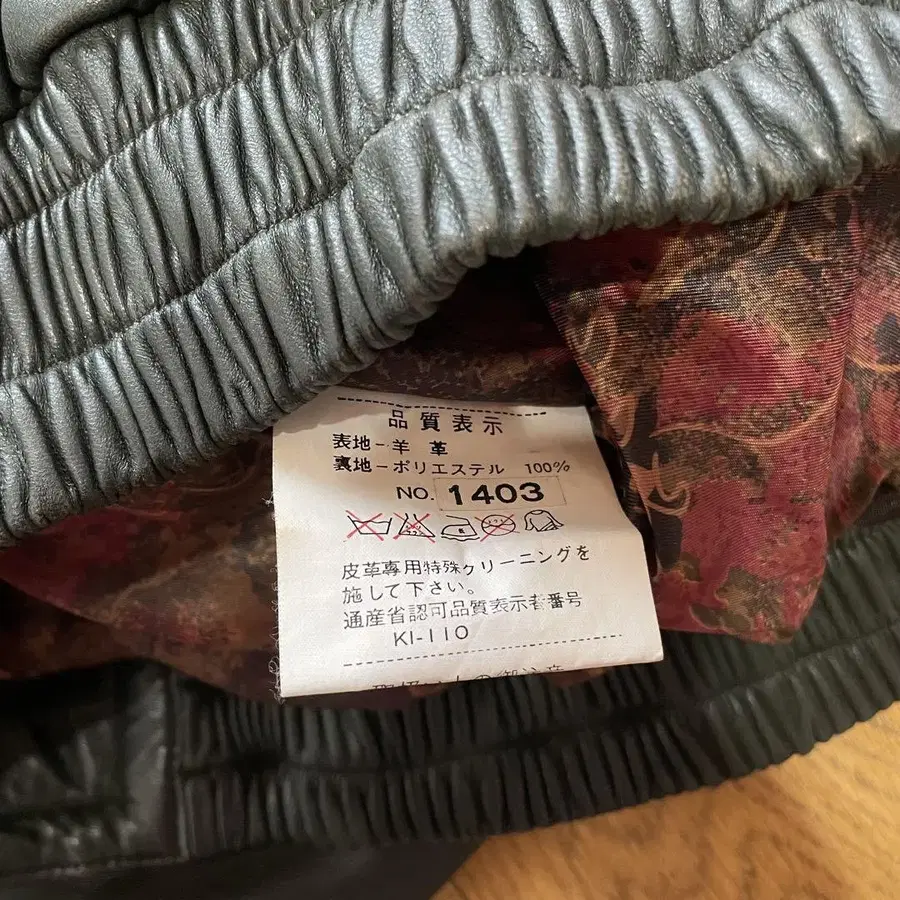 品質表示
表地-羊革
裏地-ポリエステル 100%
NO. 1403
皮革専用特殊クリーニングを
施して下さい。
通産省認可品質表示者番号
KI-110